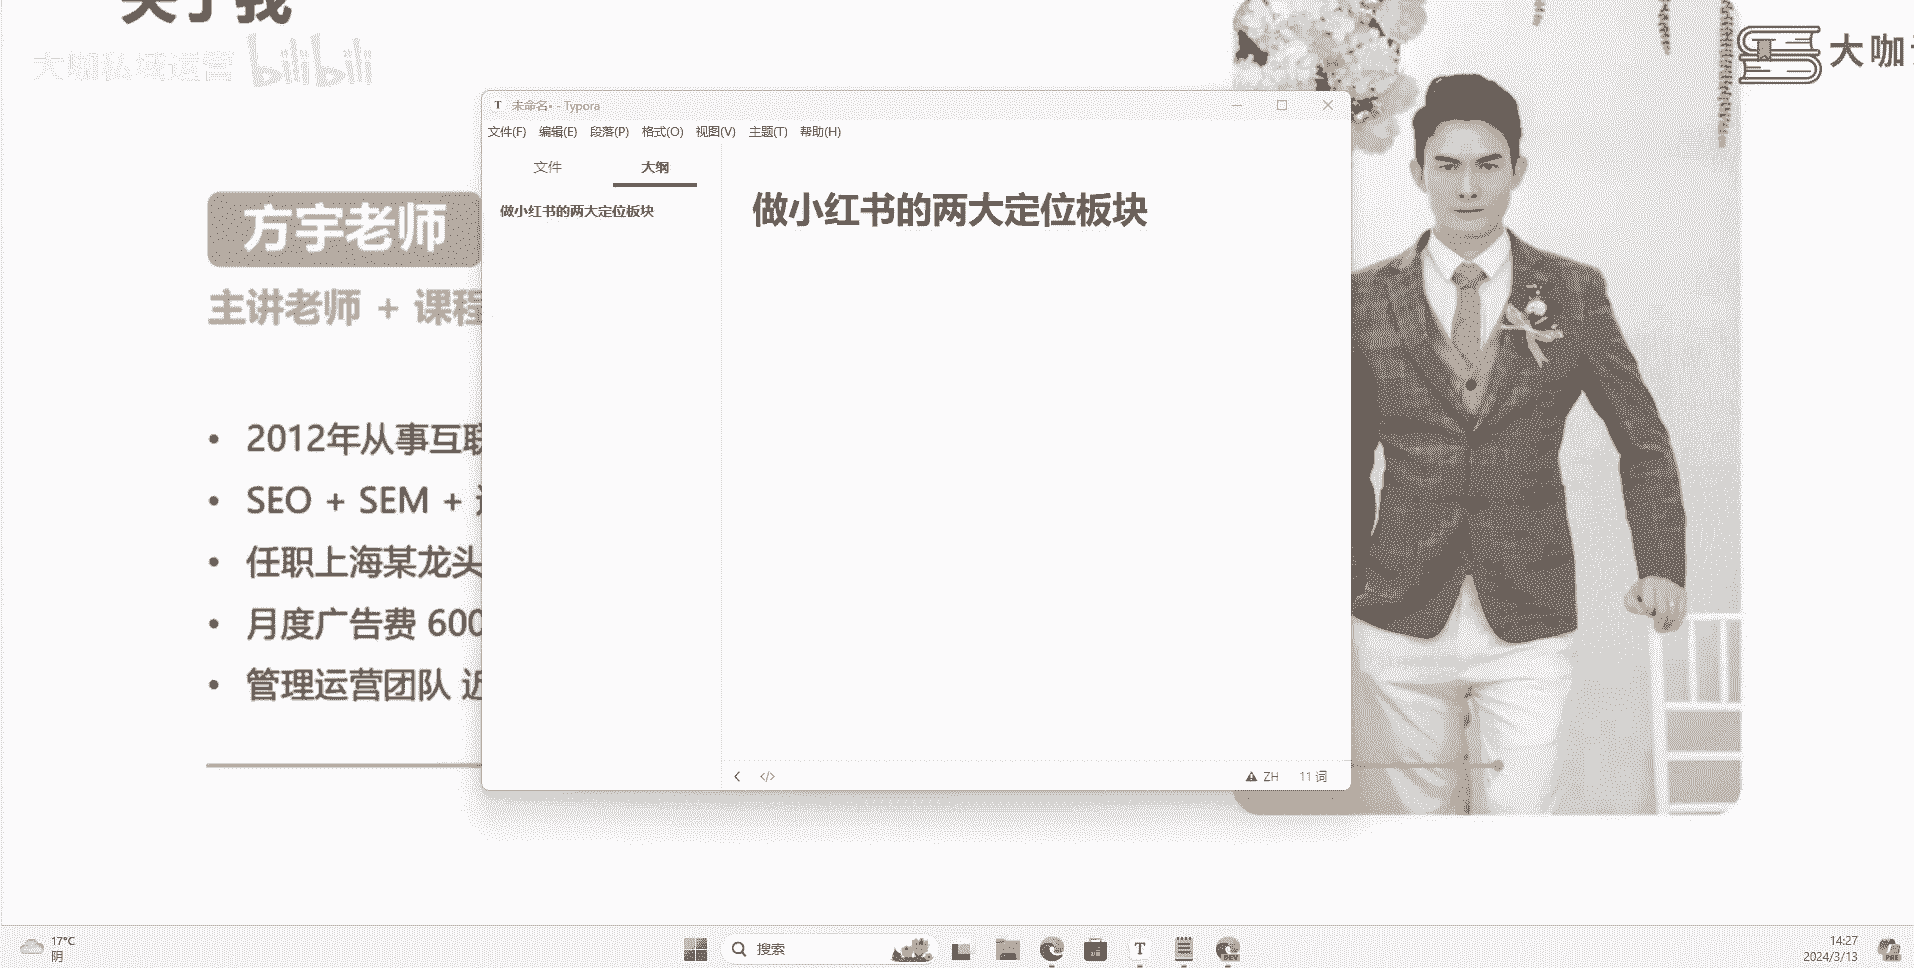 关于我
大咖私域运营 bilibili
大咖
方宇老师
主讲老师 + 课程
2012年从事互联
SEO + SEM +
任职上海某龙头
月度广告费 600
管理运营团队 近
未命名• - Typora
文件(F) 编辑(E) 段落(P) 格式(O) 视图(V) 主题(T) 帮助(H)
文件 大纲
做小红书的两大定位板块
做小红书的两大定位板块
ZH 11 词
17°C
阴
搜索
DEV
14:27
2024/3/13
PRE